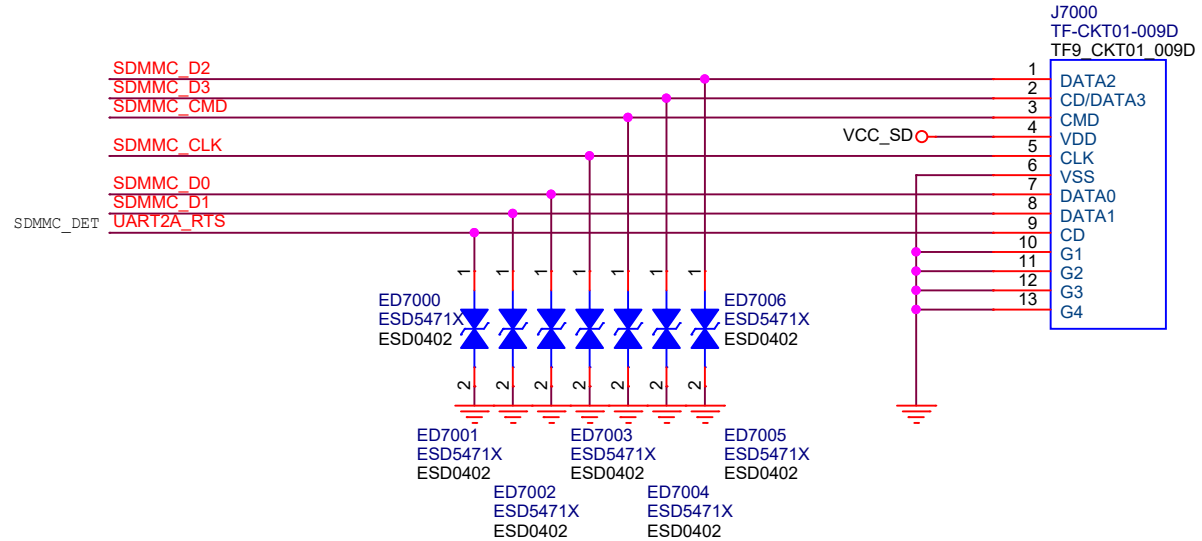 J7000
TF-CKT01-009D
TF9_CKT01_009D
SDMMC_D2
1
DATA2
SDMMC_D3
2
CD/DATA3
SDMMC_CMD
3
CMD
VCC_SD
4
VDD
SDMMC_CLK
5
CLK
6
VSS
SDMMC_D0
7
DATA0
SDMMC_D1
8
DATA1
SDMMC_DET
UART2A_RTS
9
CD
10
G1
11
G2
12
G3
13
G4
1
1
1
1
1
1
1
ED7000
ESD5471X
ESD0402
ED7006
ESD5471X
ESD0402
2
2
2
2
2
2
2
ED7001
ESD5471X
ESD0402
ED7003
ESD5471X
ESD0402
ED7005
ESD5471X
ESD0402
ED7002
ESD5471X
ESD0402
ED7004
ESD5471X
ESD0402